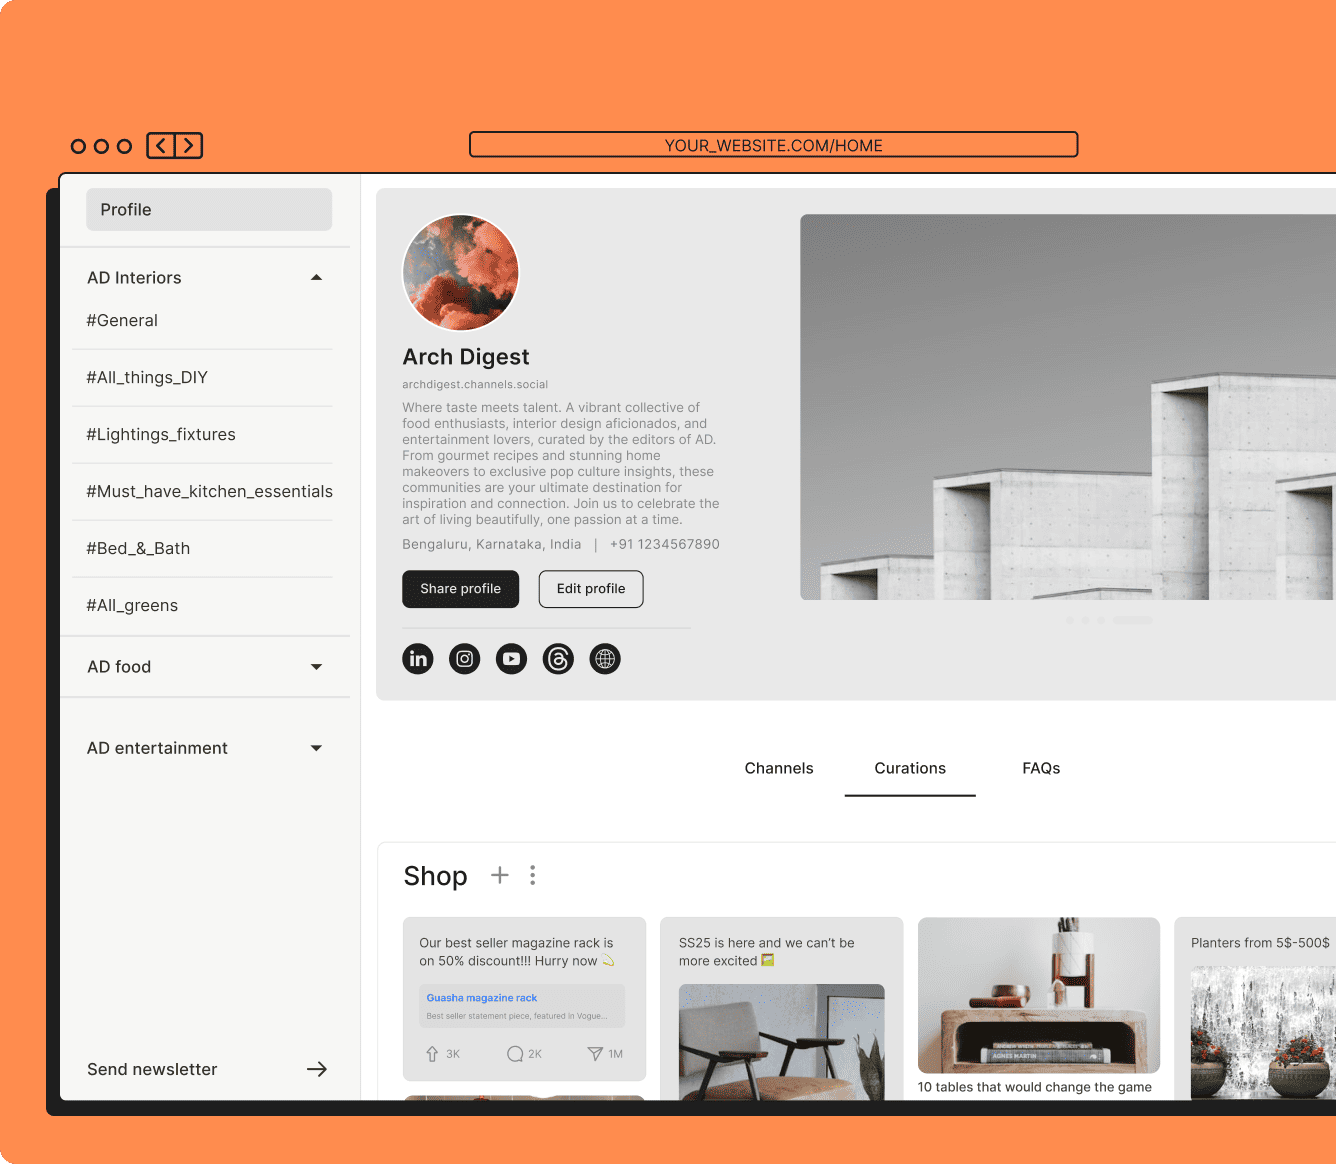 YOUR_WEBSITE.COM/HOME
Profile
AD Interiors
#General
#All_things_DIY
#Lightings_fixtures
#Must_have_kitchen_essentials
#Bed_&_Bath
#All_greens
AD food
AD entertainment
Send newsletter
Arch Digest
archdigest.channels.social
Where taste meets talent. A vibrant collective of
food enthusiasts, interior design aficionados, and
entertainment lovers, curated by the editors of AD.
From gourmet recipes and stunning home
makeovers to exclusive pop culture insights, these
communities are your ultimate destination for
inspiration and connection. Join us to celebrate the
art of living beautifully, one passion at a time.
Bengaluru, Karnataka, India | +91 1234567890
Share profile
Edit profile
in
Channels
Curations
FAQs
Shop
Our best seller magazine rack is
on 50% discount!!! Hurry now
Guasha magazine rack
Best seller statement piece, featured in Vogue...
3K
2K
1M
SS25 is here and we can't be
more excited
AGNES MARTIN
10 tables that would change the game
Planters from 5$-500$